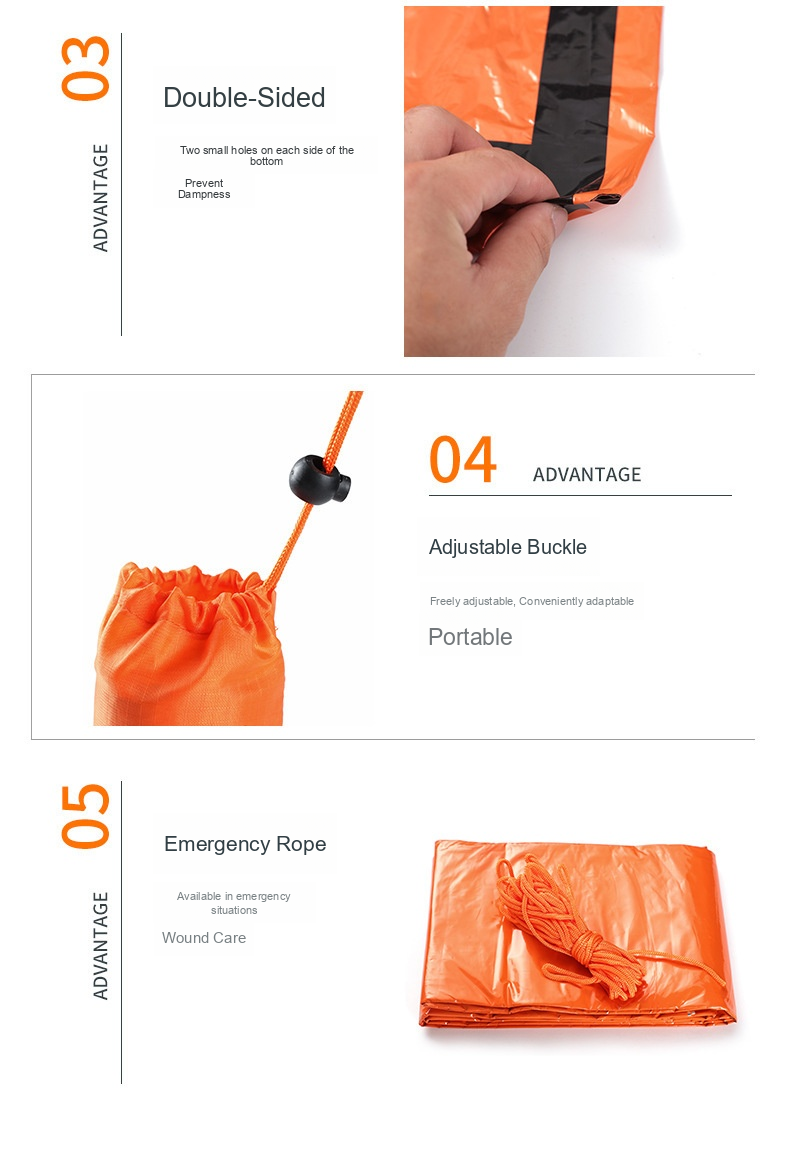 03
ADVANTAGE
Double-Sided
Two small holes on each side of the
bottom
Prevent
Dampness
04
ADVANTAGE
Adjustable Buckle
Freely adjustable, Conveniently adaptable
Portable
05
ADVANTAGE
Emergency Rope
Available in emergency
situations
Wound Care